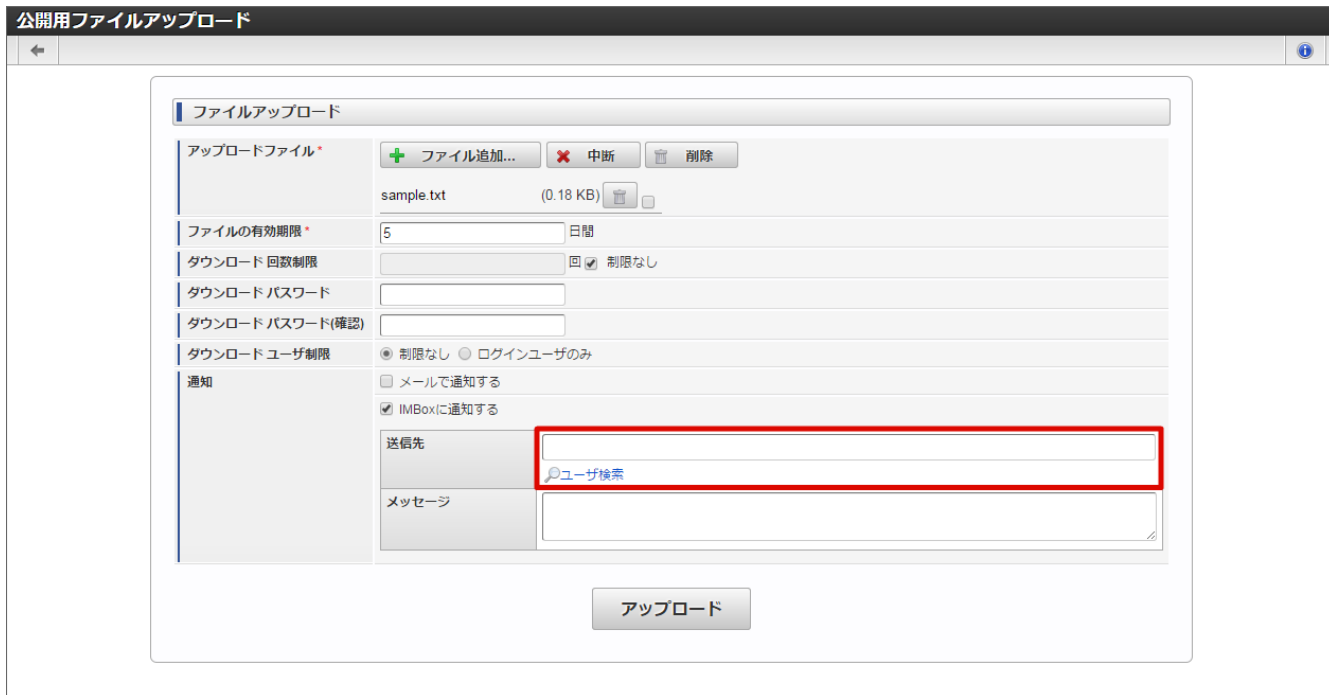 公開用ファイルアップロード
ファイルアップロード
アップロードファイル*
ファイル追加... 中断 削除
sample.txt (0.18 KB)
ファイルの有効期限* 5 日間
ダウンロード 回数制限 回 制限なし
ダウンロード パスワード
ダウンロード パスワード(確認)
ダウンロード ユーザ制限 制限なし ログインユーザのみ
通知 メールで通知する
IMBoxに通知する
送信先
ユーザ検索
メッセージ
アップロード